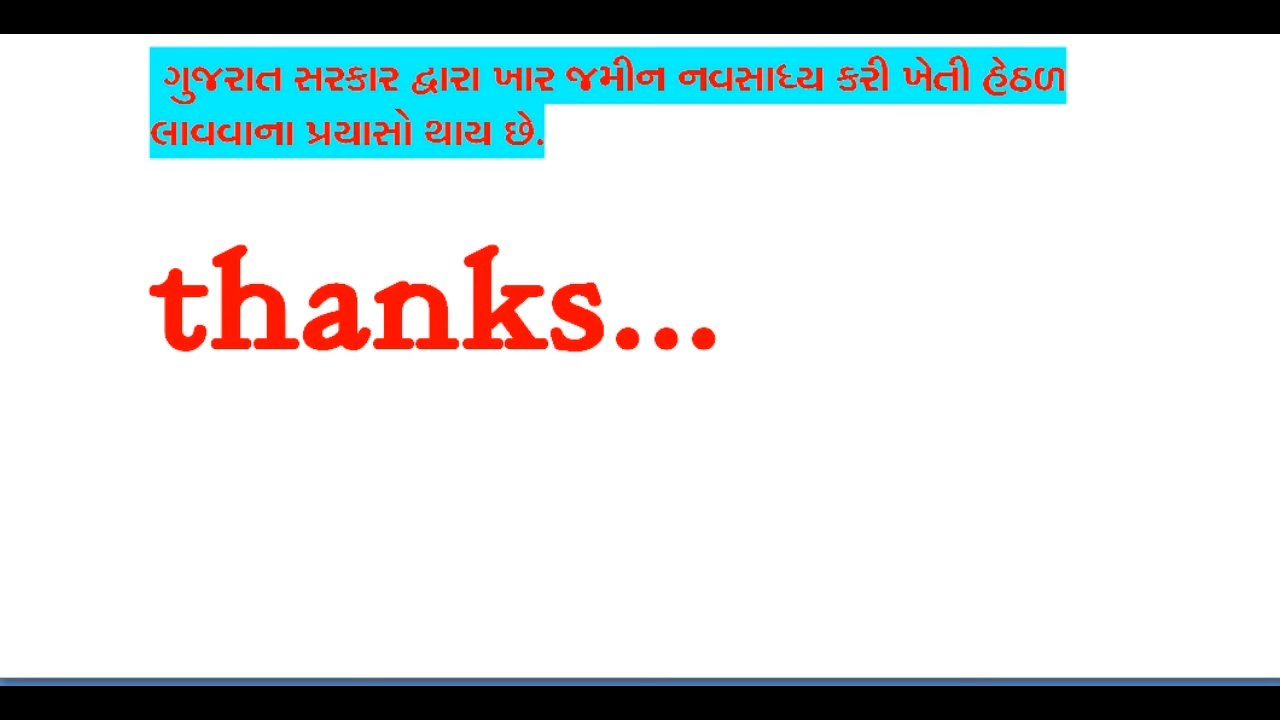 ગુજરાત સરકાર દ્વારા ખાર જમીન નવસાધ્ય કરી ખેતી હેઠળ
લાવવાના પ્રયાસો થાય છે.
thanks...